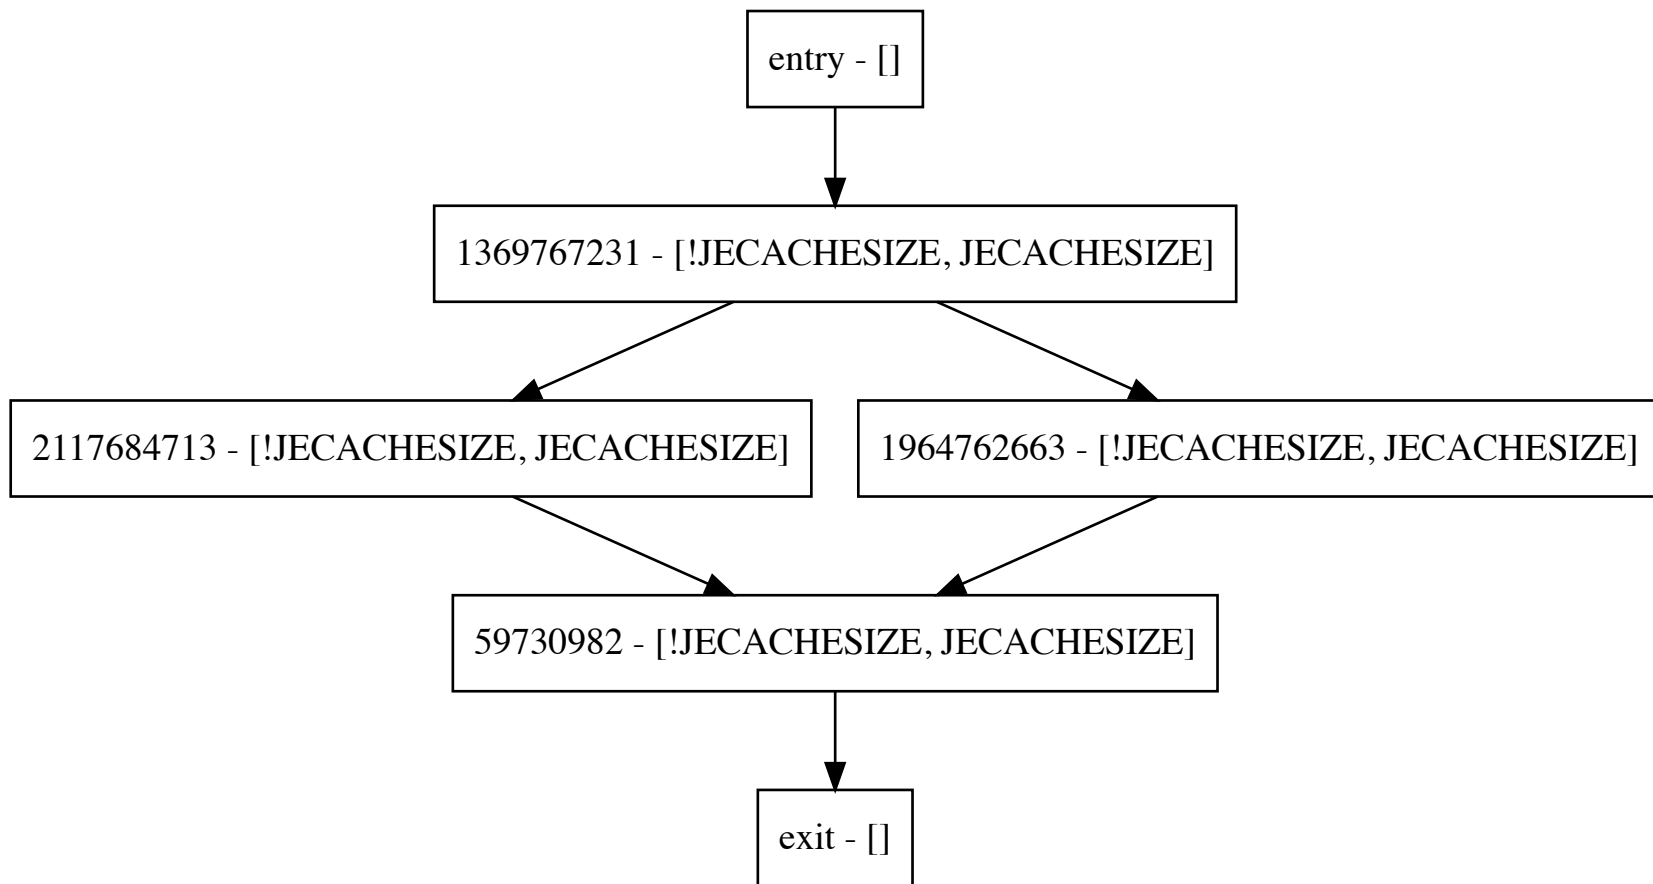 entry - []
1369767231 - [!JECACHESIZE, JECACHESIZE]
2117684713 - [!JECACHESIZE, JECACHESIZE]
1964762663 - [!JECACHESIZE, JECACHESIZE]
59730982 - [!JECACHESIZE, JECACHESIZE]
exit - []